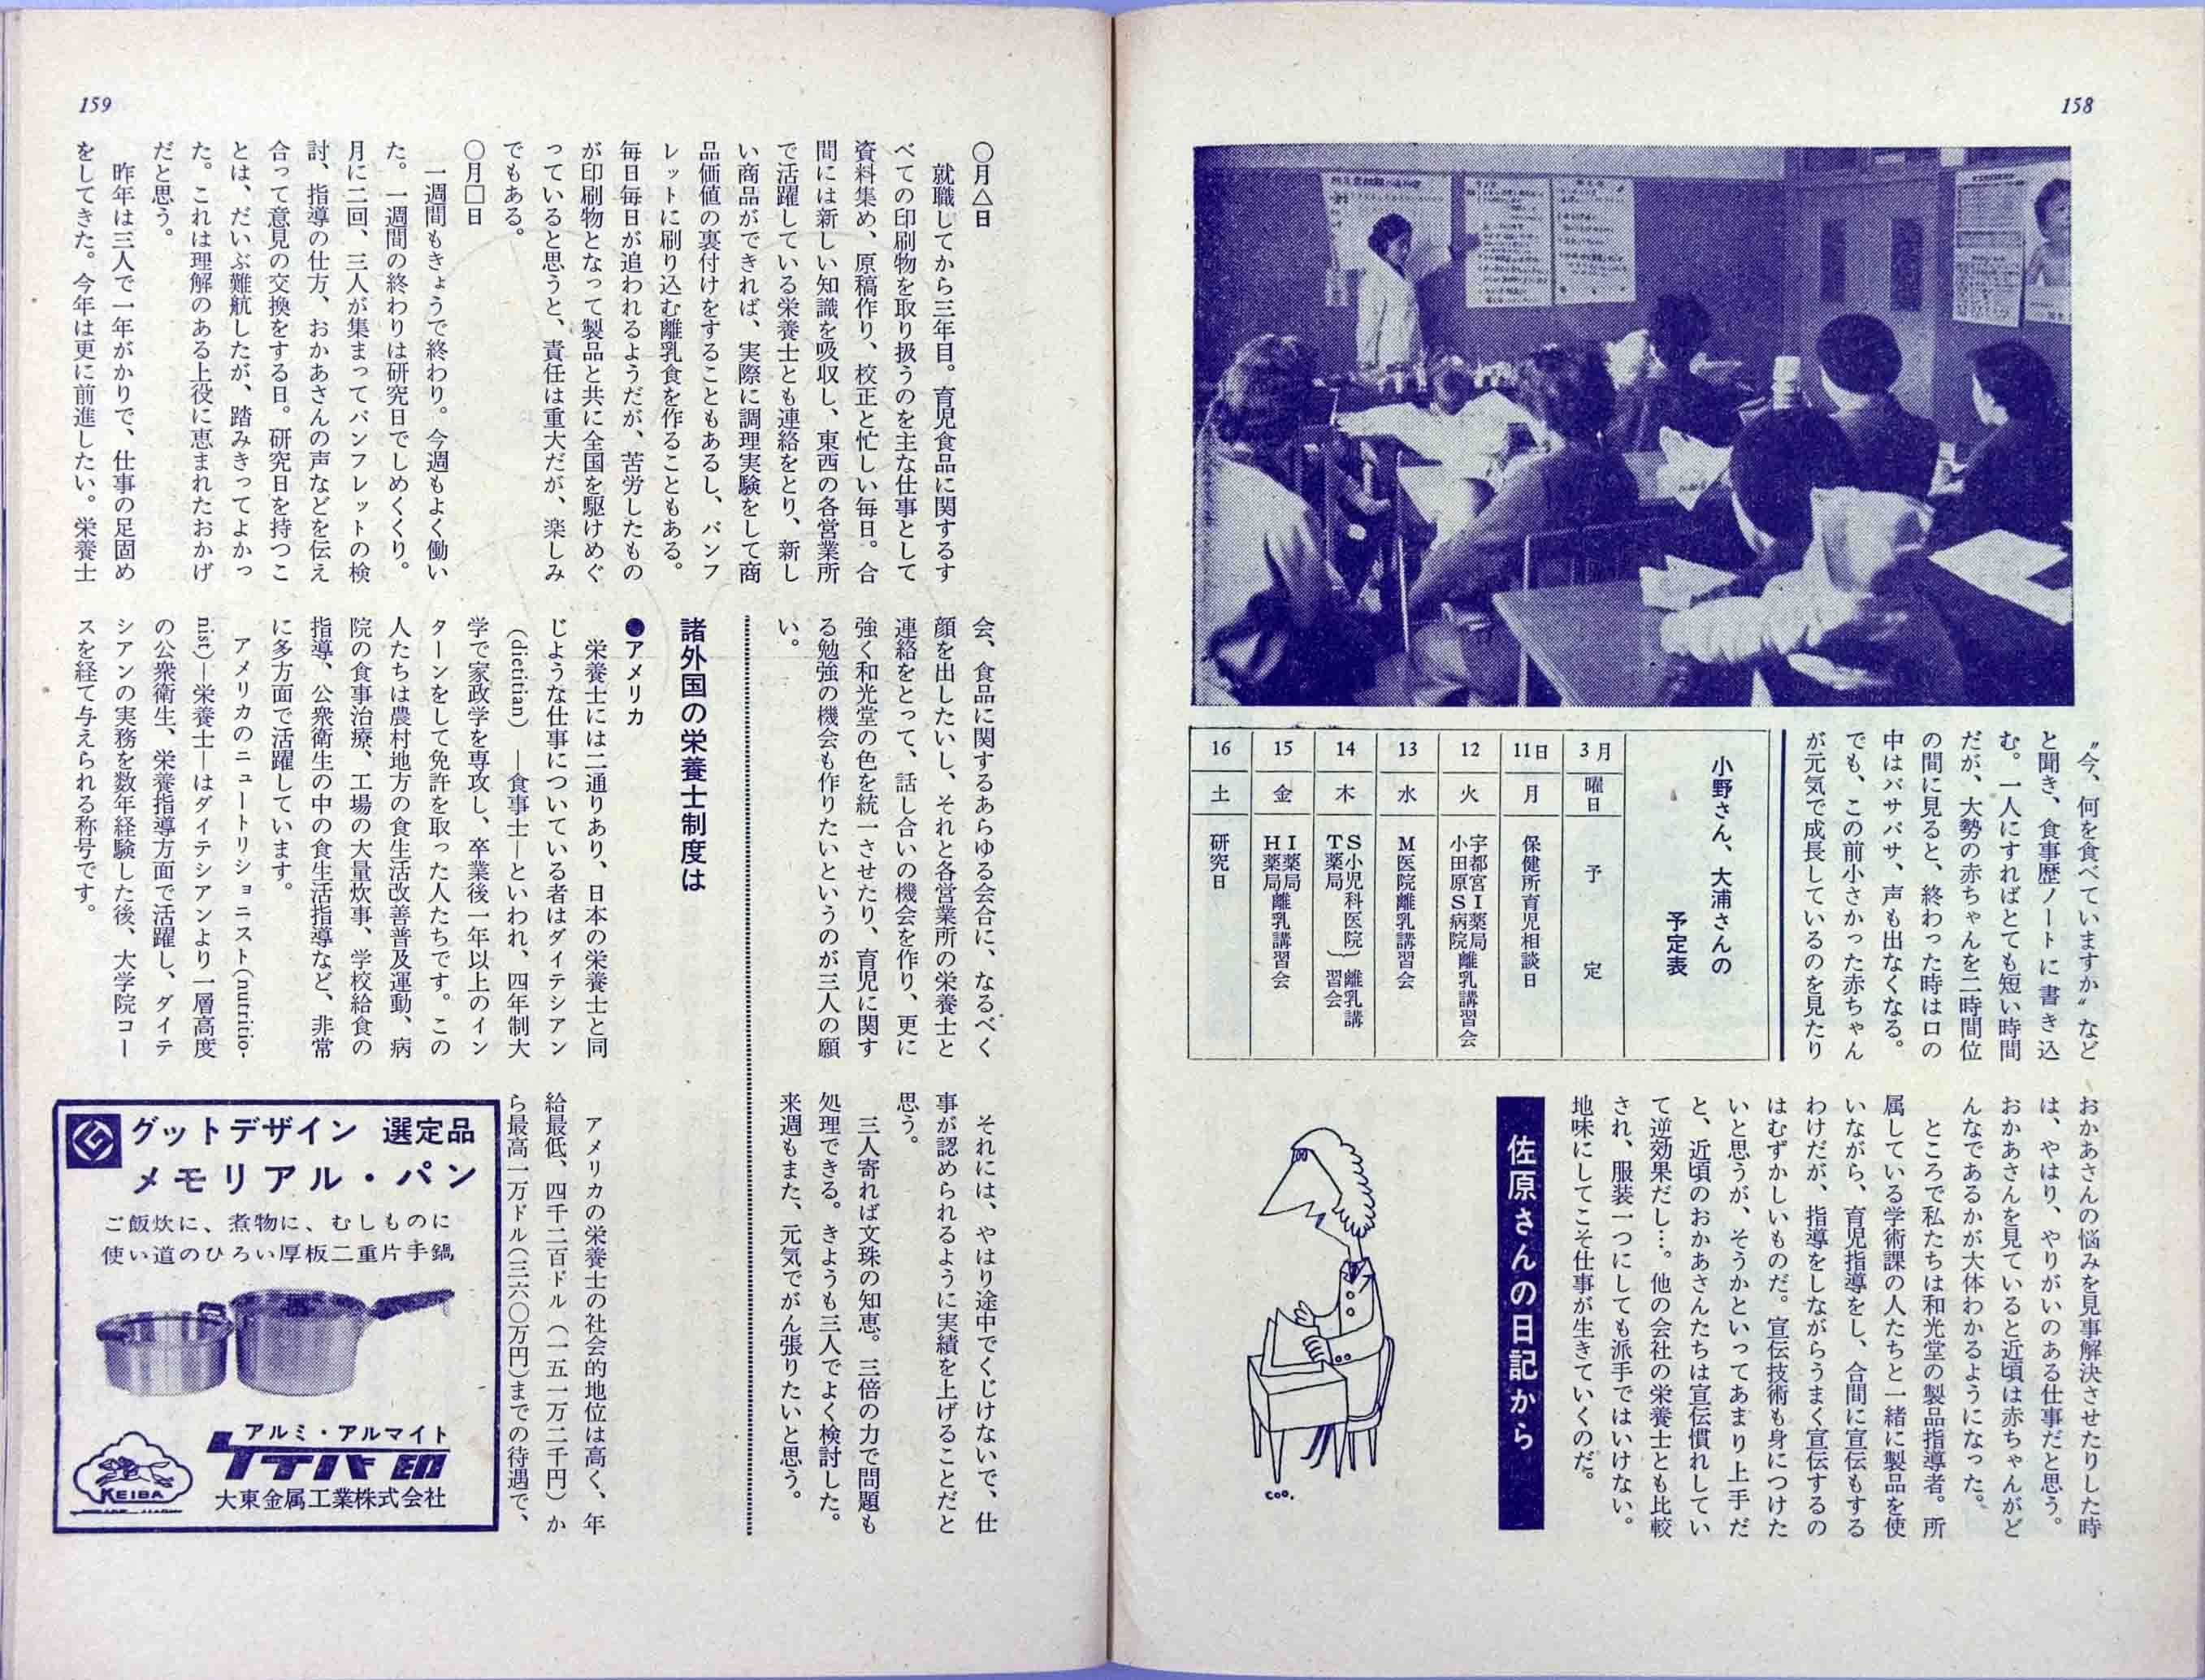 158
〝今、何を食べていますか〟など
と聞き、食事歴ノートに書き込
む。一人にすればとても短い時間
だが、大勢の赤ちゃんを二時間位
の間に見ると、終わった時は口の
中はパサパサ、声も出なくなる。
でも、この前小さかった赤ちゃん
が元気で成長しているのを見たり
小野さん、大浦さんの
予定表
3月
曜日
予定
11日
月
保健所育児相談日
12
火
宇都宮I薬局
小田原S病院離乳講習会
13
水
M医院離乳講習会
14
木
S小児科医院
T薬局
離乳講
習会
15
金
I薬局
H薬局離乳講習会
16
土
研究日
おかあさんの悩みを見事解決させたりした時
は、やはり、やりがいのある仕事だと思う。
おかあさんを見ていると近頃は赤ちゃんがど
んなであるかが大体わかるようになった。
ところで私たちは和光堂の製品指導者。所
属している学術課の人たちと一緒に製品を使
いながら、育児指導をし、合間に宣伝もする
わけだが、指導をしながらうまく宣伝するの
はむずかしいものだ。宣伝技術も身につけた
いと思うが、そうかといってあまり上手だ
と、近頃のおかあさんたちは宣伝慣れしてい
て逆効果だし…。他の会社の栄養士とも比較
され、服装一つにしても派手ではいけない。
地味にしてこそ仕事が生きていくのだ。
佐原さんの日記から
coo.
159
○月△日
就職してから三年目。育児食品に関するす
べての印刷物を取り扱うのを主な仕事として
資料集め、原稿作り、校正と忙しい毎日。合
間には新しい知識を吸収し、東西の各営業所
で活躍している栄養士とも連絡をとり、新し
い商品ができれば、実際に調理実験をして商
品価値の裏付けをすることもあるし、パンフ
レットに刷り込む離乳食を作ることもある。
毎日毎日が追われるようだが、苦労したもの
が印刷物となって製品と共に全国を駆けめぐ
っていると思うと、責任は重大だが、楽しみ
でもある。
○月□日
一週間もきょうで終わり。今週もよく働い
た。一週間の終わりは研究日でしめくくり。
月に二回、三人が集まってパンフレットの検
討、指導の仕方、おかあさんの声などを伝え
合って意見の交換をする日。研究日を持つこ
とは、だいぶ難航したが、踏みきってよかっ
た。これは理解のある上役に恵まれたおかげ
だと思う。
昨年は三人で一年がかりで、仕事の足固め
をしてきた。今年は更に前進したい。栄養士
会、食品に関するあらゆる会合に、なるべく
顔を出したいし、それと各営業所の栄養士と
連絡をとって、話し合いの機会を作り、更に
強く和光堂の色を統一させたり、育児に関す
る勉強の機会も作りたいというのが三人の願
い。
それには、やはり途中でくじけないで、仕
事が認められるように実績を上げることだと
思う。
三人寄れば文珠の知恵。三倍の力で問題も
処理できる。きょうも三人でよく検討した。
来週もまた、元気でがん張りたいと思う。
諸外国の栄養士制度は
●アメリカ
栄養士には二通りあり、日本の栄養士と同
じような仕事についている者はダイテシアン
(dietitian)―食事士―といわれ、四年制大
学で家政学を専攻し、卒業後一年以上のイン
ターンをして免許を取った人たちです。この
人たちは農村地方の食生活改善普及運動、病
院の食事治療、工場の大量炊事、学校給食の
指導、公衆衛生の中の食生活指導など、非常
に多方面で活躍しています。
アメリカのニュートリショニスト(nutritio-
nist)―栄養士―はダイテシアンより一層高度
の公衆衛生、栄養指導方面で活躍し、ダイテ
シアンの実務を数年経験した後、大学院コー
スを経て与えられる称号です。
アメリカの栄養士の社会的地位は高く、年
給最低、四千二百ドル(一五一万二千円)か
ら最高一万ドル(三六〇万円)までの待遇で、
グットデザイン 選定品
メモリアル・パン
ご飯炊に、煮物に、むしものに
使い道のひろい厚板二重片手鍋
アルミ・アルマイト
ケイバ印
KEIBA
大東金属工業株式会社